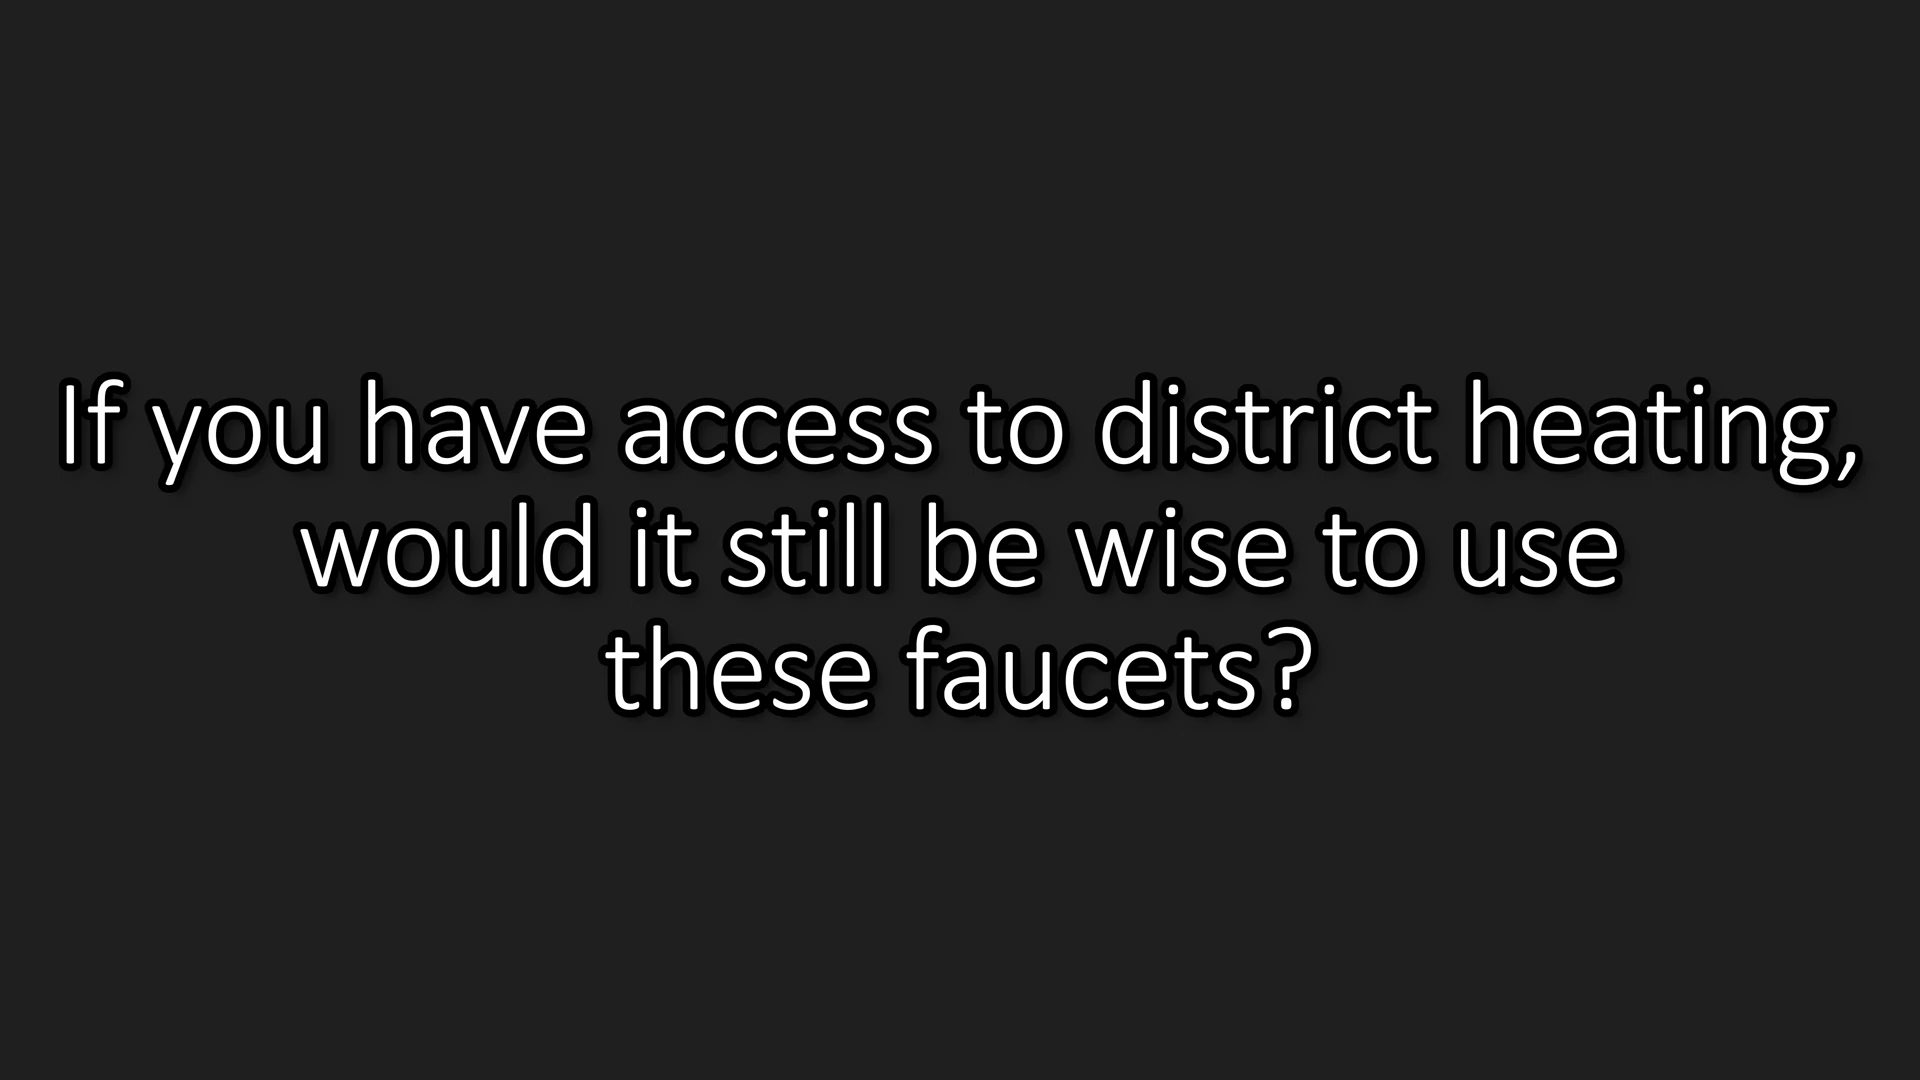 If you have access to district heating,
would it still be wise to use
these faucets?